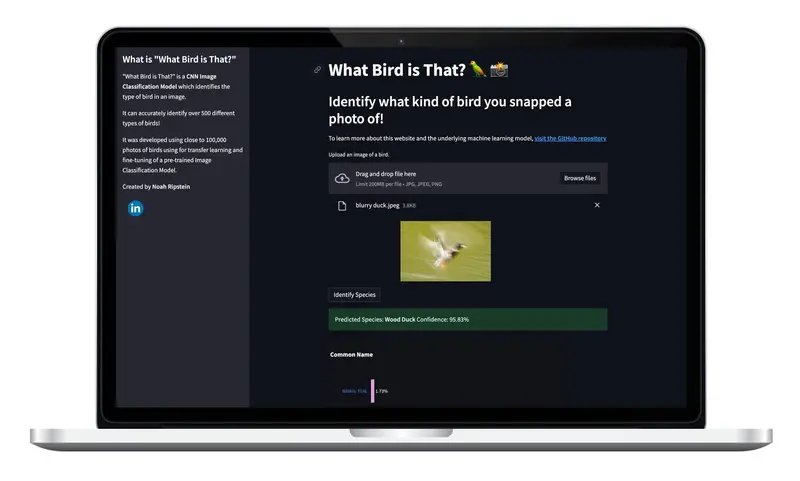 What is "What Bird is That?"
"What Bird is That?" is a CNN Image
Classification Model which identifies the
type of bird in an image.
It can accurately identify over 500 different
types of birds!
It was developed using close to 100,000
photos of birds using for transfer learning and
fine-tuning of a pre-trained Image
Classification Model.
Created by Noah Ripstein
in
What Bird is That? 🦜 📸
Identify what kind of bird you snapped a
photo of!
To learn more about this website and the underlying machine learning model, visit the GitHub repository
Upload an image of a bird.
Drag and drop file here
Limit 200MB per file • JPG, JPEG, PNG
Browse files
blurry duck.jpeg 3.8KB
Identify Species
Predicted Species: Wood Duck Confidence: 95.83%
Common Name
1.73%